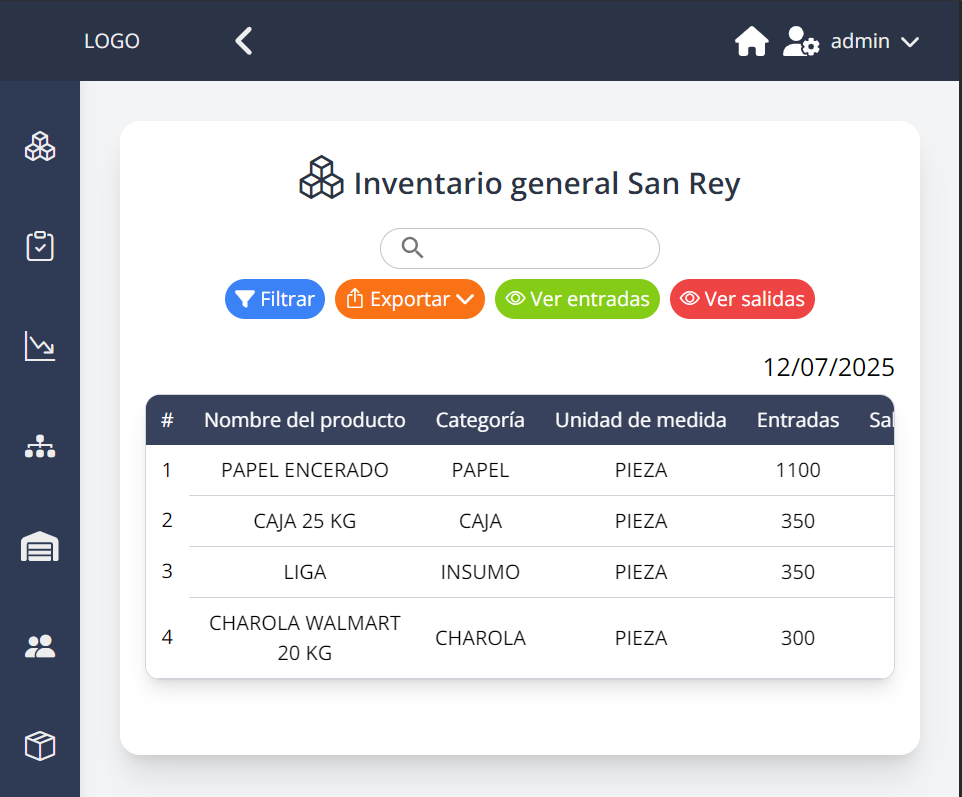 LOGO
admin
Inventario general San Rey
Filtrar Exportar Ver entradas Ver salidas
12/07/2025
# Nombre del producto Categoría Unidad de medida Entradas Sal
1 PAPEL ENCERADO PAPEL PIEZA 1100
2 CAJA 25 KG CAJA PIEZA 350
3 LIGA INSUMO PIEZA 350
4 CHAROLA WALMART 20 KG CHAROLA PIEZA 300